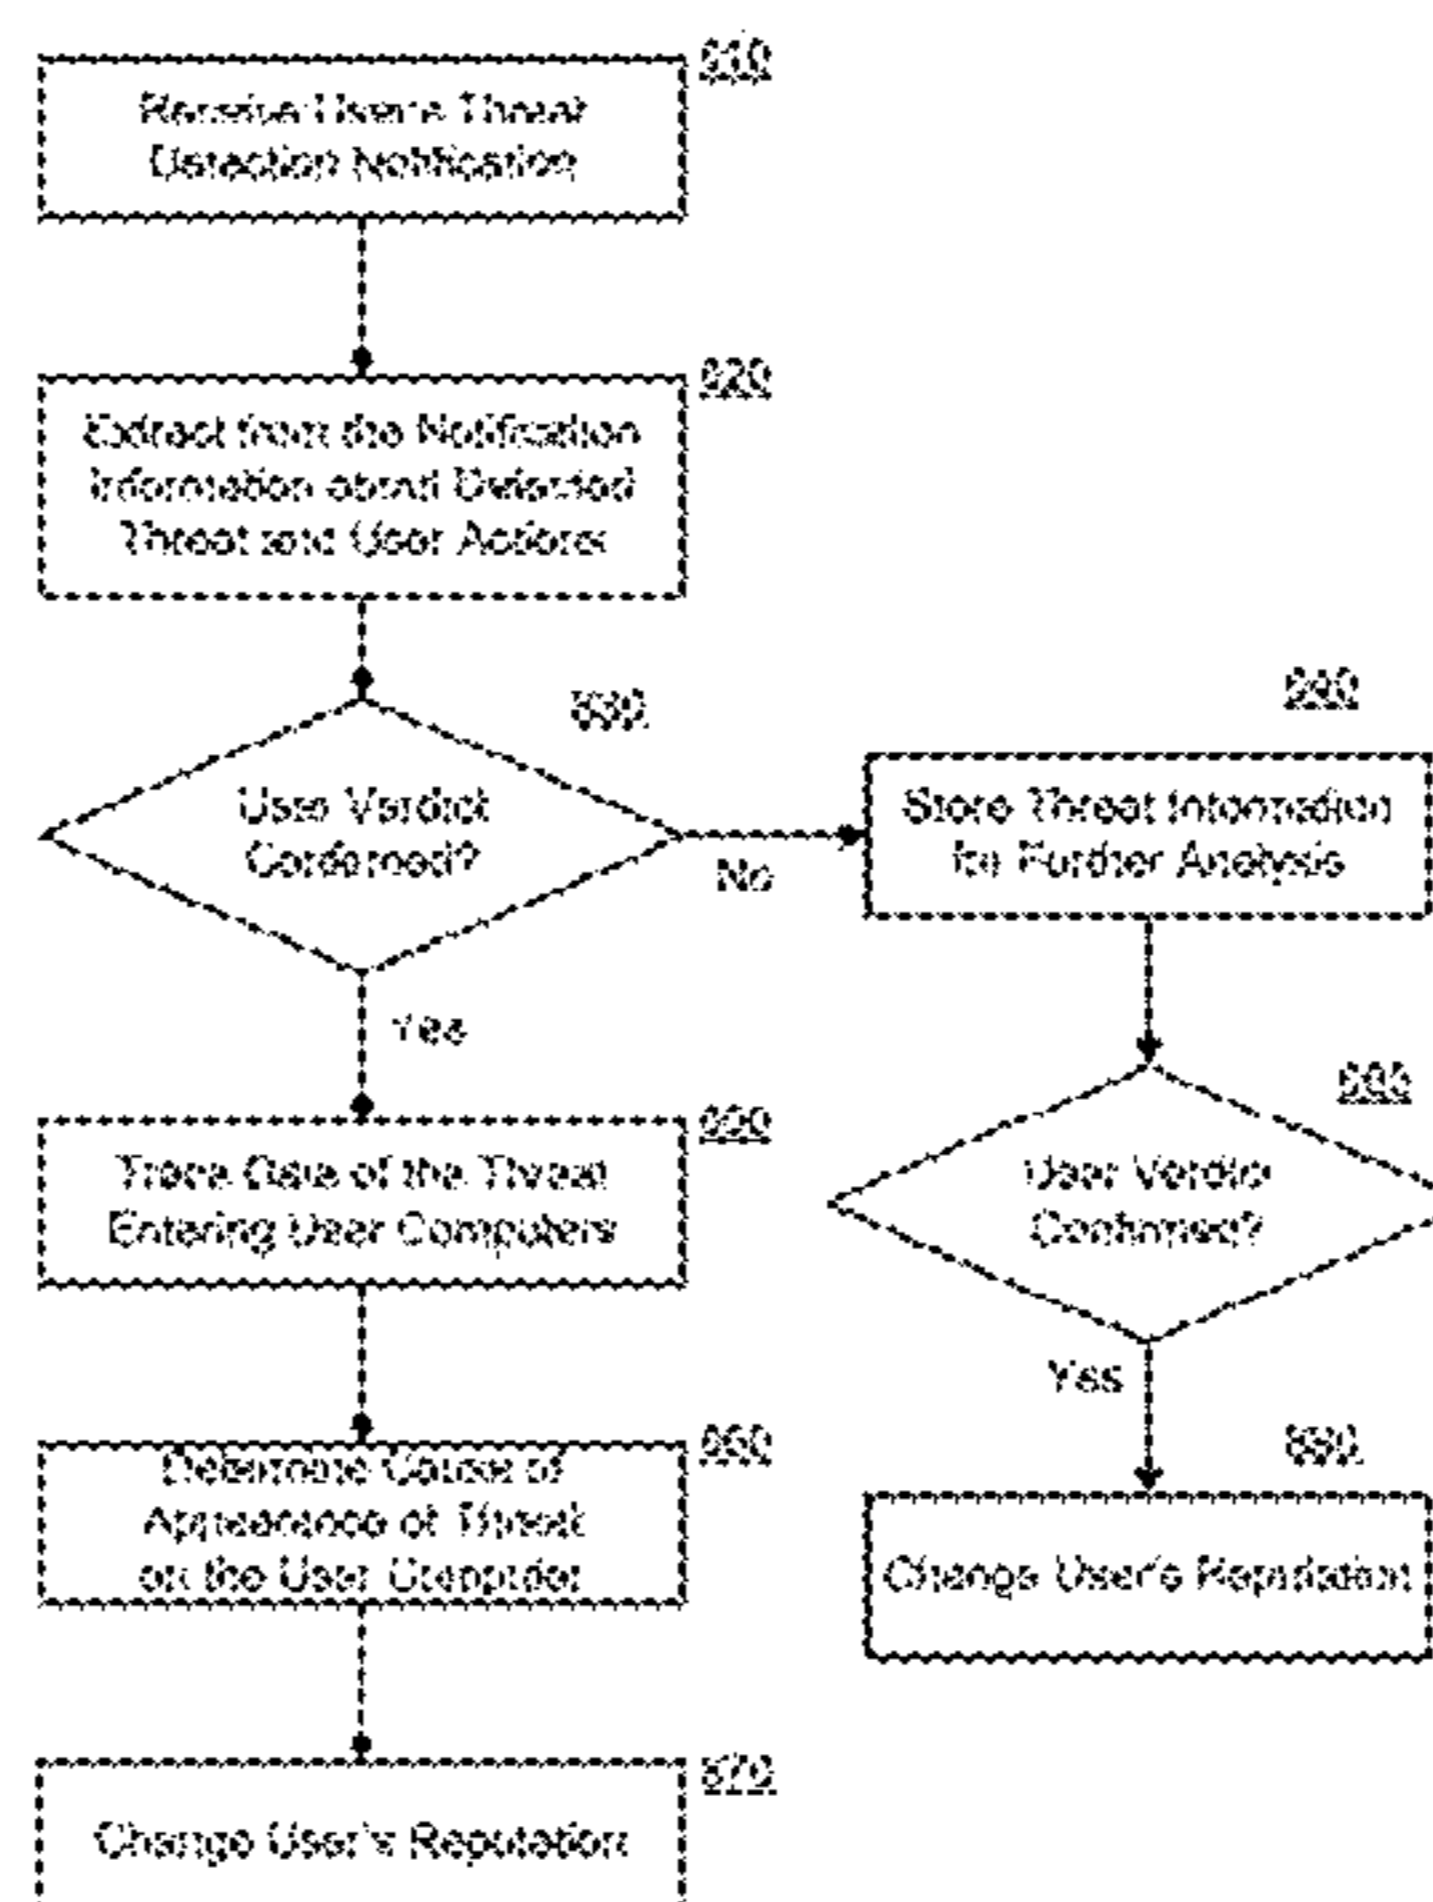 Receive User's Threat
Detection Notification
Extract from the Notification
Information about Detected
Threat and User Actions
User Verdict
Confirmed?
No
Store Threat Information
for Further Analysis
Yes
Trace Date of the Threat
Entering User Computers
User Verdict
Confirmed?
Yes
Determine Cause of
Appearance of Threat
on the User Computer
Change User's Reputation
870
Change User's Reputation